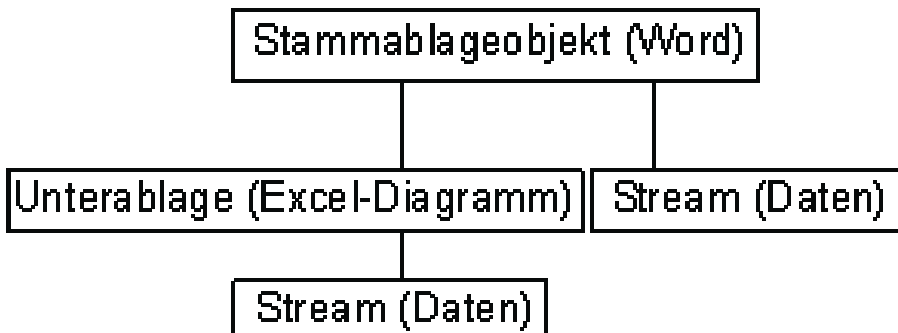 Stammablageobjekt (Word)
Unterablage (Excel-Diagramm)
Stream (Daten)
Stream (Daten)